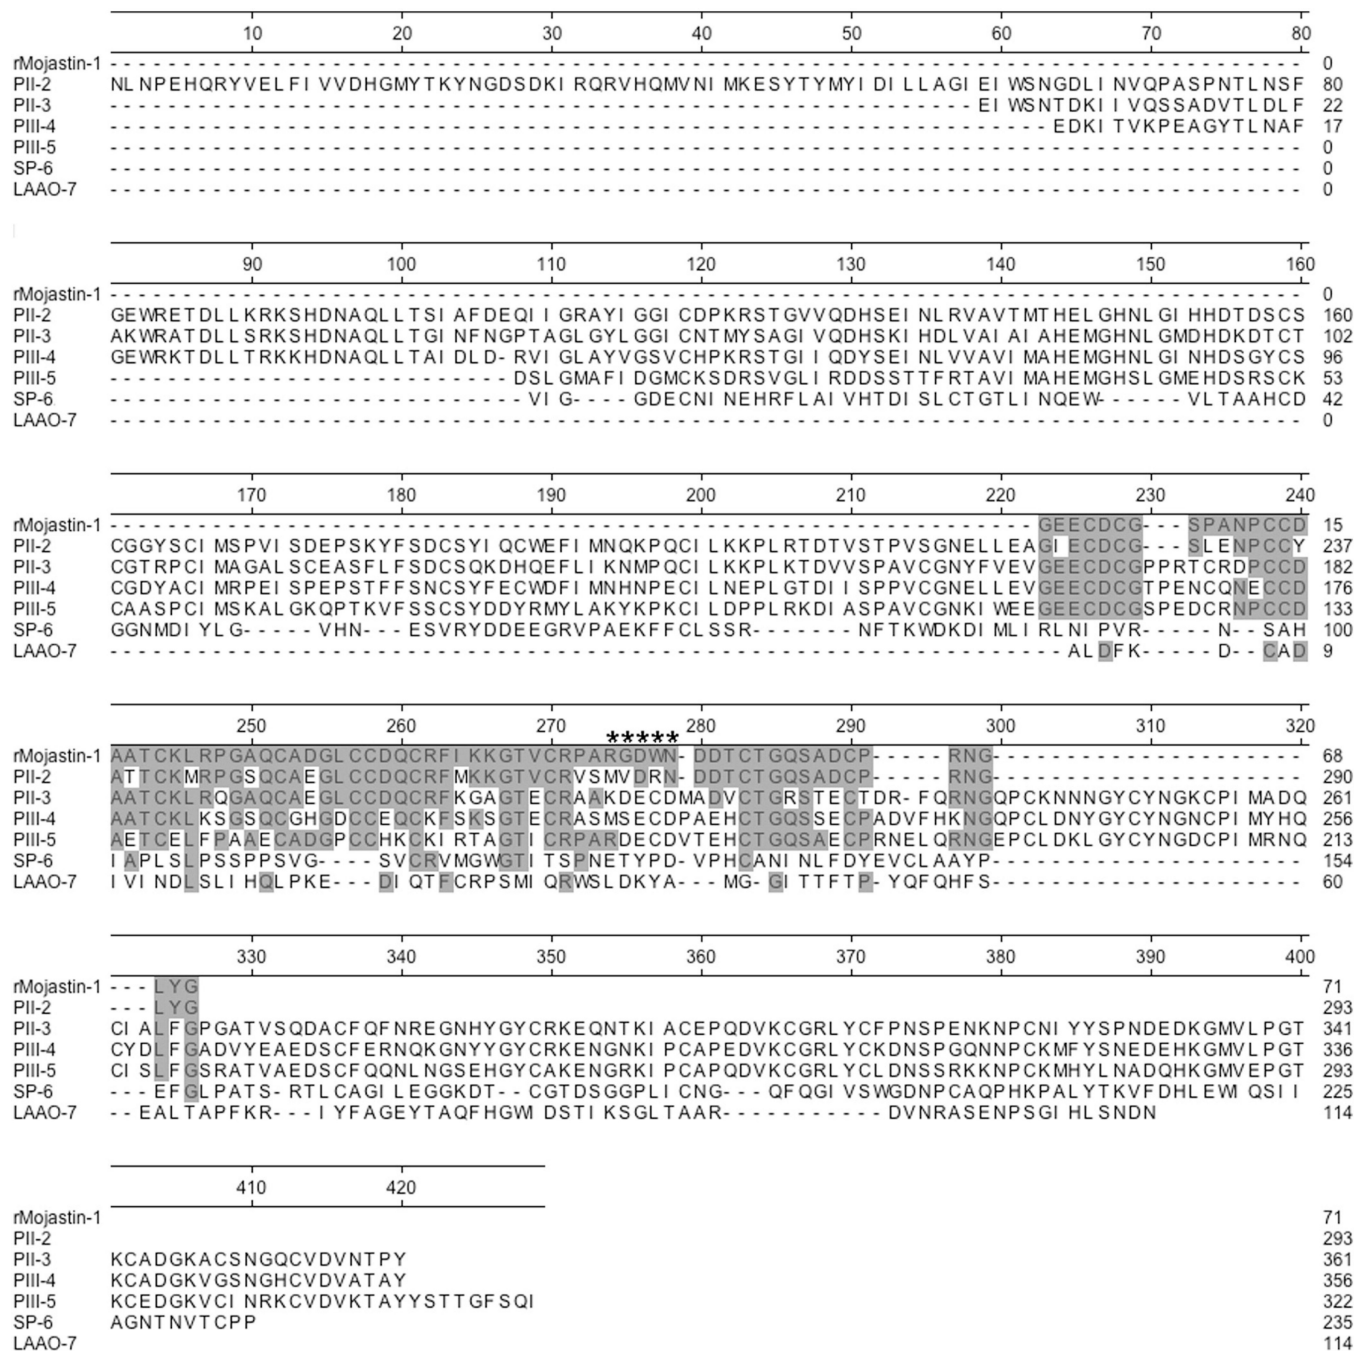 10 20 30 40 50 60 70 80
rMojastin-1 -------------------------------------------------------------------------------- 0
PII-2 NLNPEHQRYVELFIVVDHGMYTKYNGDSDKIRQRVHQMVNIMKESYTYMYIDILLAGIEIWSNGDLINVQPASPNTLNSF 80
PII-3 ----------------------------------------------------------EIWSNTDKIIVQSSADVTLDLF 22
PIII-4 ---------------------------------------------------------------EDKITVKPEAGYTLNAF 17
PIII-5 -------------------------------------------------------------------------------- 0
SP-6 -------------------------------------------------------------------------------- 0
LAAO-7 -------------------------------------------------------------------------------- 0
90 100 110 120 130 140 150 160
rMojastin-1 -------------------------------------------------------------------------------- 0
PII-2 GEWRETDLLKRKSHDNAQLLTSIAFDEQIIGRAYIGGICDPKRSTGVVQDHSEINLRVAVTMTHELGHNLGIHHDTDSCS 160
PII-3 AKWRATDLLSRKSHDNAQLLTGINFNGPTAGLGYLGGICNTMYSAGIVQDHSKIHDLVAIAIAHEMGHNLGMDHDKDTCT 102
PIII-4 GEWRKTDLLTRKKHDNAQLLTAIDLD-RVIGLAYVGSVCHPKRSTGIIQDYSEINLVVAVIMAHEMGHNLGINHDSGYCS 96
PIII-5 ---------------------------DSLGMAFIDGMCKSDRSVGLIRDDSSTTFRTAVIMAHEMGHSLGMEHDSRSCK 53
SP-6 ----------------------------VIG----GDECNINEHRFLAIVHTDISLCTGTLINQEW------VLTAAHCD 42
LAAO-7 -------------------------------------------------------------------------------- 0
170 180 190 200 210 220 230 240
rMojastin-1 --------------------------------------------------------------GEECDCG---SPANPCCD 15
PII-2 CGGYSCIMSPVISDEPSKYFSDCSYIQCWEFIMNQKPQCILKKPLRTDTVSTPVSGNELLEAGIECDCG---SLENPCCY 237
PII-3 CGTRPCIMAGALSCEASFLFSNCSQKDHQEFLIKNMPQCILKKPLKTDVVSPAVCGNYFVEVGEECDCGPPRTCRDPCCD 182
PIII-4 CGDYACIMRPEISPEPSTFFSNCSYFECWDFIMNHNPECILNEPLGTDIISPPVCGNELLEVGEECDCGTPENCQNECCD 176
PIII-5 CAASPCIMDKALGKQPTKVFSSCSYDDYRMYLAKYKPKCILDPPLRKDIASPAVCGNKIWEEGEECDCGSPEDCRNPCCD 133
SP-6 GGNMDIYLG-----VHN---ESVRYDDEEGRVPAEKFFCLSSR-------NFTKWDKDIMLIRLNIPVR-----N--SAH 100
LAAO-7 ----------------------------------------------------------------ALDFK-----D--CAD 9
250 260 270 280 290 300 310 320
*****
rMojastin-1 AATCKLRPGAQCADGLCCDQCRFIKKGTVCRPARGDWN-DDTCTGQSADCP-----RNG--------------------- 68
PII-2 ATTCKMRPGSQCAEGLCCDQCRFMKKGTVCRVSMVDRN-DDTCTGQSADCP-----RNG--------------------- 290
PII-3 AATCKLRQGAQCAEGLCCDQCRFKGAGTECRAAKDECDMADVCTGRSTECTDR-FQRNGQPCKNNNGYCYNGKCPIMADQ 261
PIII-4 AATCKLKSGSQCGHGDCCEQCKFSKSGTECRASMSECDPAEHCTGQSSECPADVFHKNGQPCLDNYGYCYNGNCPIMYHQ 256
PIII-5 AETCELFPAAECADGPCCHKCKIRTAGTICRPARDECDVTEHCTGQSAECPRNELQRNGEPCLDNNGYCYNGDCPIMRNQ 213
SP-6 IAPLSLPSSPPSVG----SVCRVMGWGTITSPNETYPD-VPHCANINLFDYEVCLAAYP--------------------- 154
LAAO-7 IVINDLSLIHQLPKE---DIQTFCRPSMIQRWSLDKYA---MG-GITTFTP-YQFQHFS--------------------- 60
330 340 350 360 370 380 390 400
rMojastin-1 ---LYG 71
PII-2 ---LYG 293
PII-3 CIALFGPGATVSQDACFQFNREGNHYGYCRKEQNTKIACEPQDVKCGRLYCFPNSPENKNPCNIYYSPNDEDKGMVLPGT 341
PIII-4 CYDLFGADVYEAEDSCFERNQKGNYYGYCRKENGNKIPCAPEDVKCGRLYCKDNSPGQNNPCKMFYSNEDEHKGMVLPGT 336
PIII-5 CISLFGSRATVAEDSCFQQNLNGSEHGYCAKENGRKIPCAPQDVKCGRLYCLDNSSRKKNPCKMHYLNADQHKGMVEPGT 293
SP-6 ---EFGLPATS-RTLCAGILEGGKDT--CGTDSGGPLICNG---QFQGIVSWGDNPCAQPHKPALYTKVFDHLEWIQSII 225
LAAO-7 --EALTAPFKR---IYFAGEYTAQFHGWIDSTIKSGLTAAR-----------DVNRASENPSGIHLSNDN 114
410 420
rMojastin-1 71
PII-2 293
PII-3 KCADGKACSNGQCVDVNTPY 361
PIII-4 KCADGKVGSNGHCVDVATAY 356
PIII-5 KCEDGKVCINRKCVDVKTAYYSTTGFSQI 322
SP-6 AGNTNVTCPP 235
LAAO-7 114